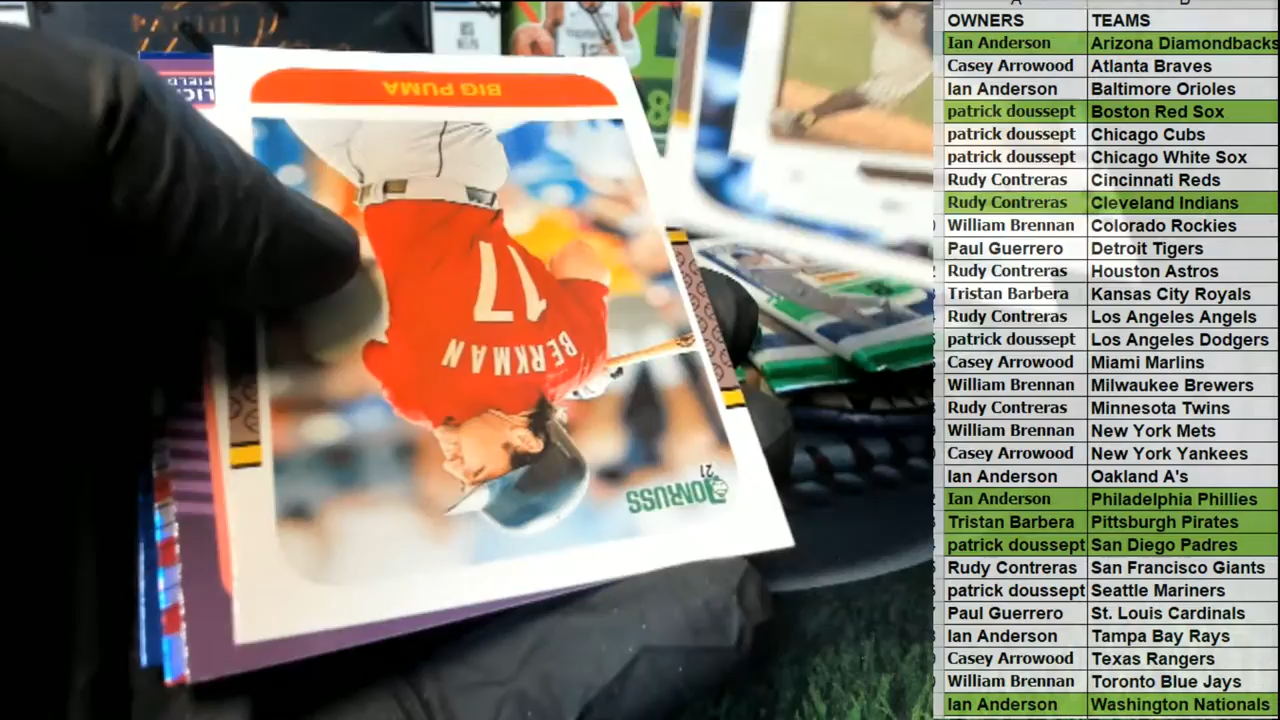 BIG PUMA
17
BERKMAN
DONRUSS
21
12
8
OWNERS TEAMS
Ian Anderson Arizona Diamondbacks
Casey Arrowood Atlanta Braves
Ian Anderson Baltimore Orioles
patrick doussept Boston Red Sox
patrick doussept Chicago Cubs
patrick doussept Chicago White Sox
Rudy Contreras Cincinnati Reds
Rudy Contreras Cleveland Indians
William Brennan Colorado Rockies
Paul Guerrero Detroit Tigers
Rudy Contreras Houston Astros
Tristan Barbera Kansas City Royals
Rudy Contreras Los Angeles Angels
patrick doussept Los Angeles Dodgers
Casey Arrowood Miami Marlins
William Brennan Milwaukee Brewers
Rudy Contreras Minnesota Twins
William Brennan New York Mets
Casey Arrowood New York Yankees
Ian Anderson Oakland A's
Ian Anderson Philadelphia Phillies
Tristan Barbera Pittsburgh Pirates
patrick doussept San Diego Padres
Rudy Contreras San Francisco Giants
patrick doussept Seattle Mariners
Paul Guerrero St. Louis Cardinals
Ian Anderson Tampa Bay Rays
Casey Arrowood Texas Rangers
William Brennan Toronto Blue Jays
Ian Anderson Washington Nationals